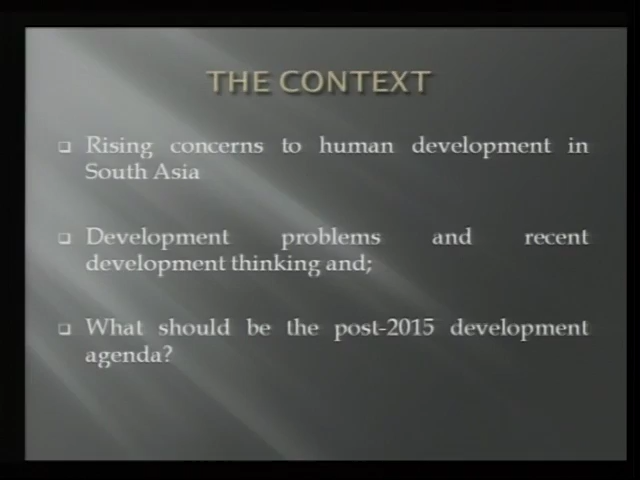 THE CONTEXT
❑ Rising concerns to human development in
South Asia
❑ Development problems and recent
development thinking and;
❑ What should be the post-2015 development
agenda?